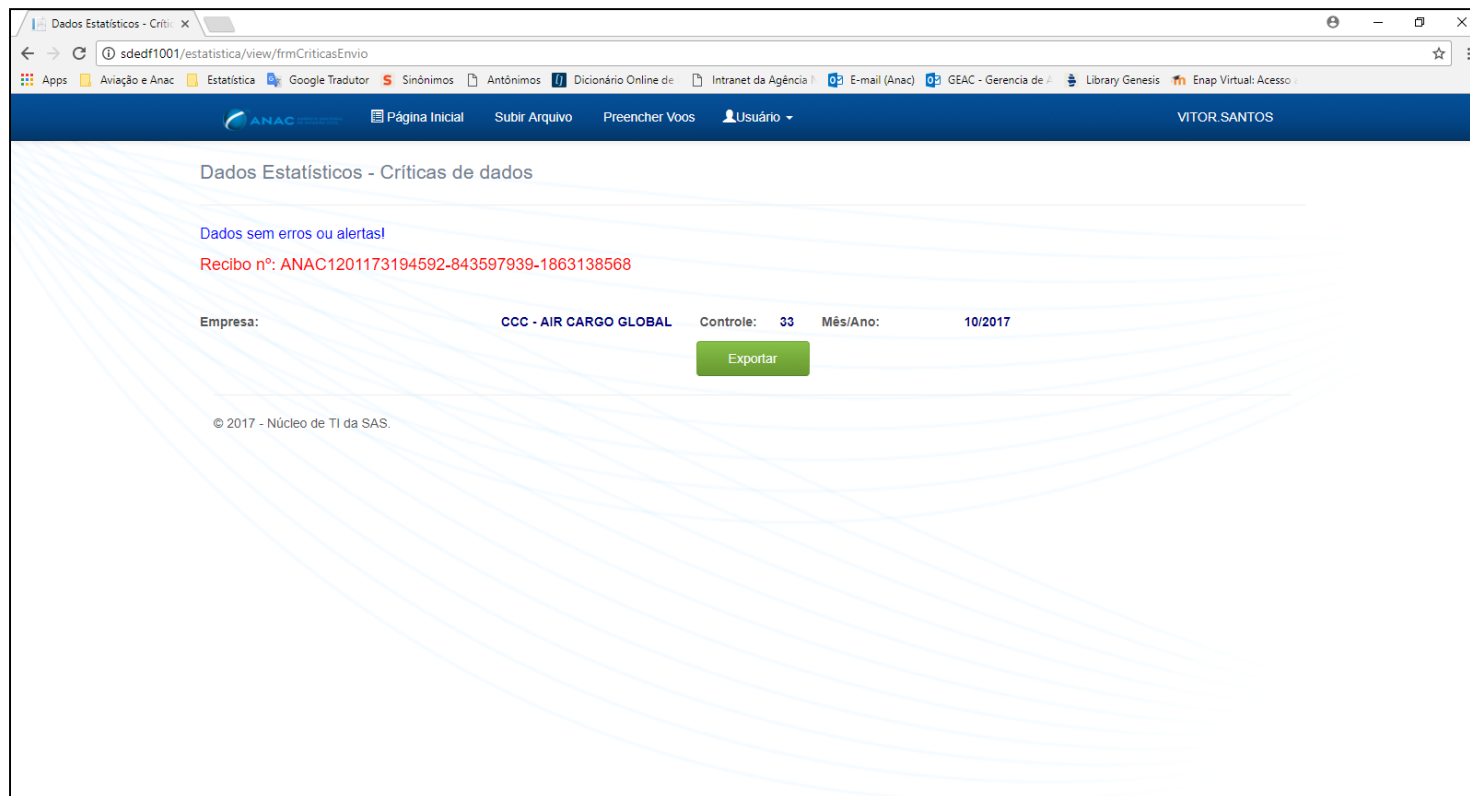 Dados Estatísticos - Crític
sdedf1001/estatistica/view/frmCriticasEnvio
Apps Aviação e Anac Estatística Google Tradutor Sinônimos Antônimos Dicionário Online de Intranet da Agência N E-mail (Anac) GEAC - Gerencia de A Library Genesis Enap Virtual: Acesso a
ANAC Página Inicial Subir Arquivo Preencher Voos Usuário VITOR.SANTOS
Dados Estatísticos - Críticas de dados
Dados sem erros ou alertas!
Recibo nº: ANAC1201173194592-843597939-1863138568
Empresa: CCC - AIR CARGO GLOBAL Controle: 33 Mês/Ano: 10/2017
Exportar
© 2017 - Núcleo de TI da SAS.